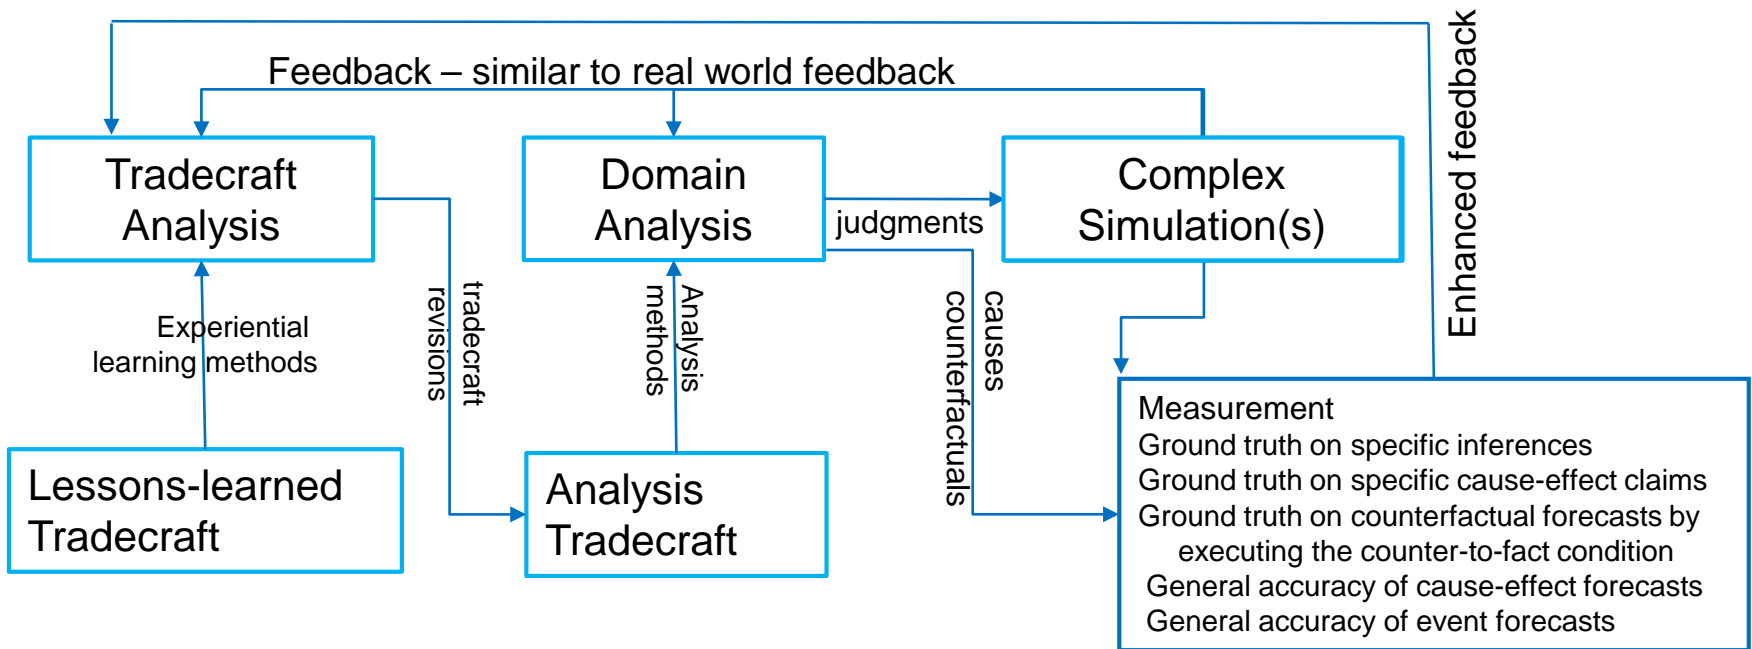 Feedback – similar to real world feedback
Enhanced feedback
Tradecraft
Analysis
Domain
Analysis
Complex
Simulation(s)
judgments
Experiential
learning methods
tradecraft
revisions
Analysis
methods
causes
counterfactuals
Lessons-learned
Tradecraft
Analysis
Tradecraft
Measurement
Ground truth on specific inferences
Ground truth on specific cause-effect claims
Ground truth on counterfactual forecasts by
executing the counter-to-fact condition
General accuracy of cause-effect forecasts
General accuracy of event forecasts